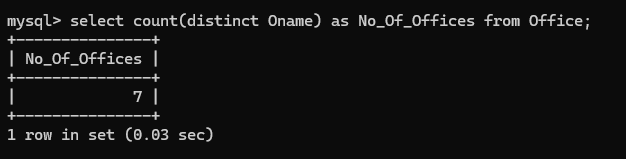 mysql> select count(distinct Oname) as No_Of_Offices from Office;
+---------------+
| No_Of_Offices |
+---------------+
|             7 |
+---------------+
1 row in set (0.03 sec)